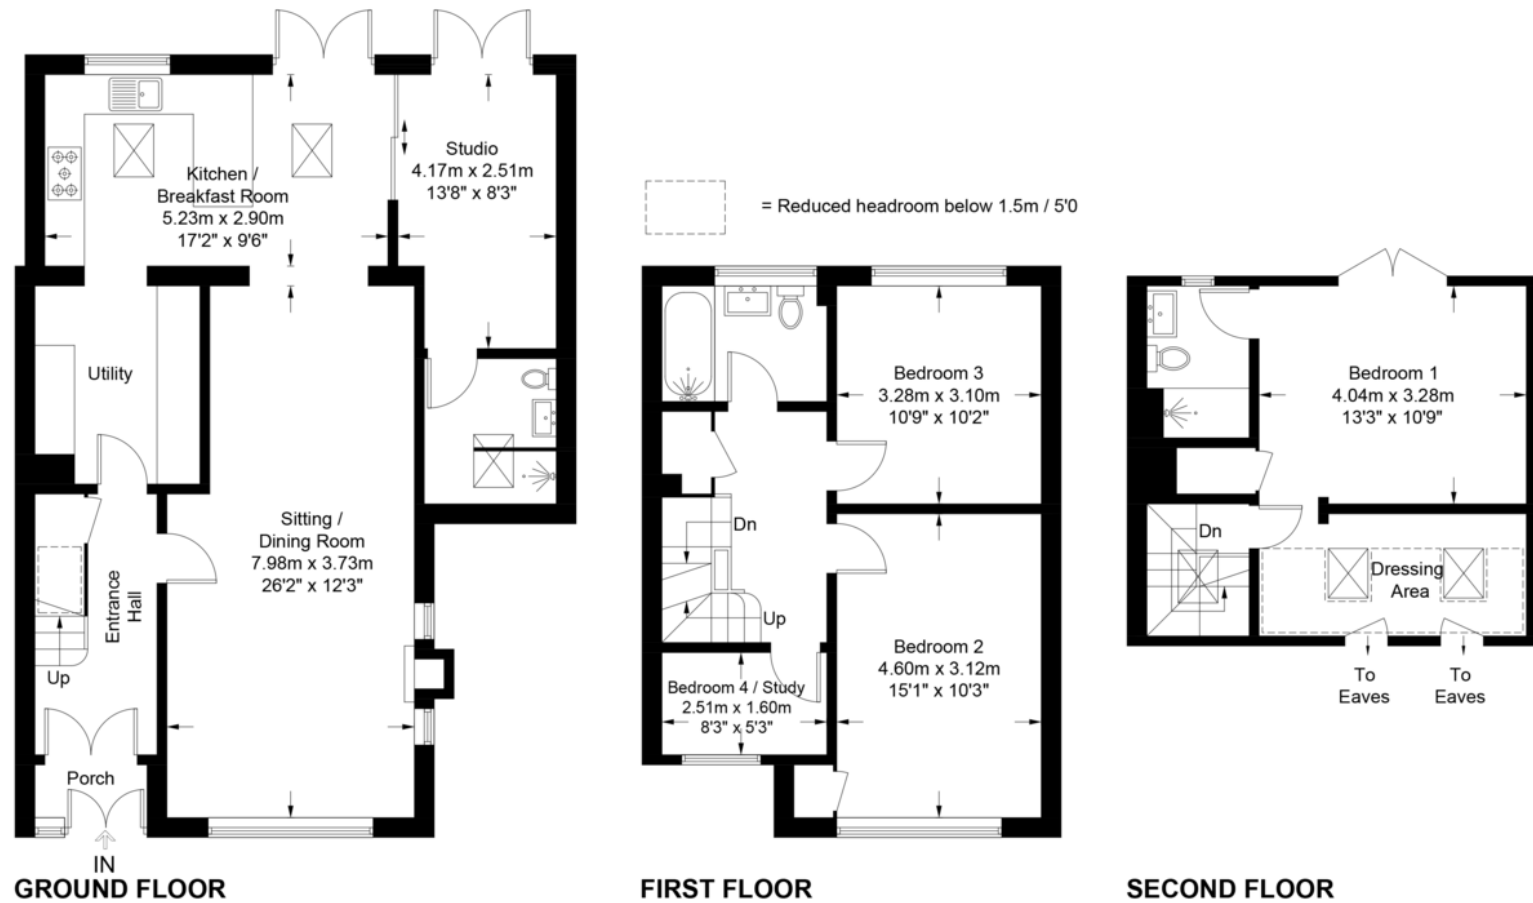 Studio
4.17m x 2.51m
13'8" x 8'3"
Kitchen /
Breakfast Room
5.23m x 2.90m
17'2" x 9'6"
Utility
Sitting /
Dining Room
7.98m x 3.73m
26'2" x 12'3"
Entrance
Hall
Up
Porch
IN
GROUND FLOOR
= Reduced headroom below 1.5m / 5'0
Bedroom 3
3.28m x 3.10m
10'9" x 10'2"
Dn
Up
Bedroom 2
4.60m x 3.12m
15'1" x 10'3"
Bedroom 4 / Study
2.51m x 1.60m
8'3" x 5'3"
FIRST FLOOR
Bedroom 1
4.04m x 3.28m
13'3" x 10'9"
Dn
Dressing
Area
To
Eaves
To
Eaves
SECOND FLOOR